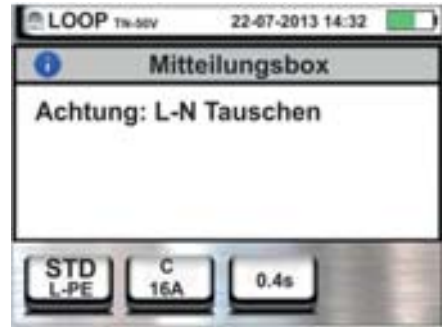 LOOP TN-50V 22-07-2013 14:32
i Mitteilungsbox
Achtung: L-N Tauschen
STD C
L-PE 16A 0.4s